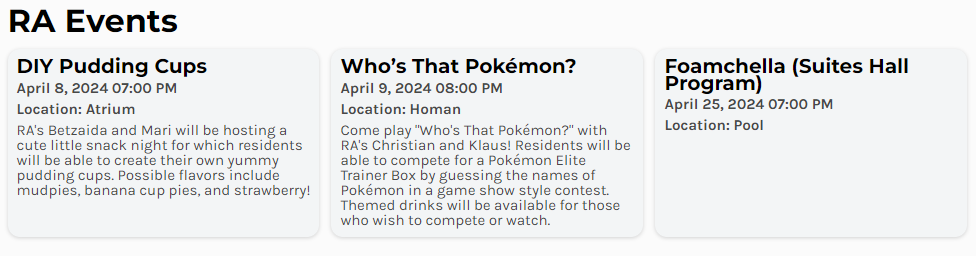 RA Events
DIY Pudding Cups
April 8, 2024 07:00 PM
Location: Atrium
RA's Betzaida and Mari will be hosting a
cute little snack night for which residents
will be able to create their own yummy
pudding cups. Possible flavors include
mudpies, banana cup pies, and strawberry!
Who’s That Pokémon?
April 9, 2024 08:00 PM
Location: Homan
Come play "Who's That Pokémon?" with
RA's Christian and Klaus! Residents will be
able to compete for a Pokémon Elite
Trainer Box by guessing the names of
Pokémon in a game show style contest.
Themed drinks will be available for those
who wish to compete or watch.
Foamchella (Suites Hall
Program)
April 25, 2024 07:00 PM
Location: Pool